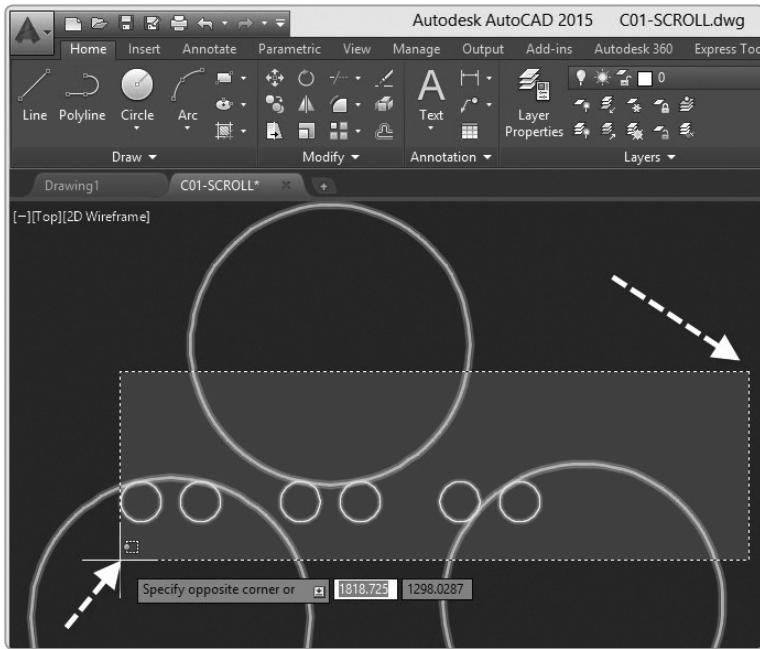 Autodesk AutoCAD 2015 C01-SCROLL.dwg
Home Insert Annotate Parametric View Manage Output Add-ins Autodesk 360 Express Too
Line Polyline Circle Arc Text Layer Properties 0
Draw Modify Annotation Layers
Drawing1 C01-SCROLL*
[−][Top][2D Wireframe]
Specify opposite corner or 1818.725 1298.0287